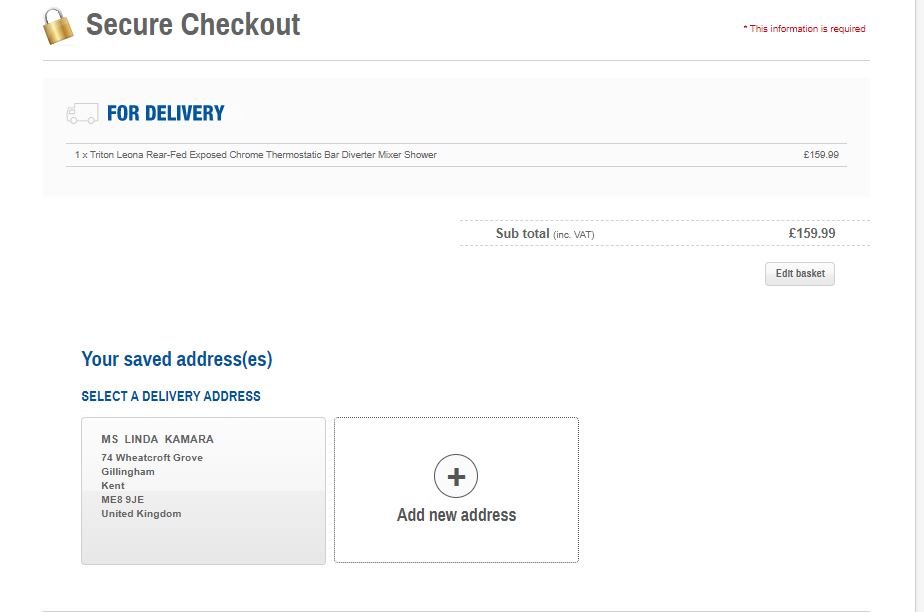 Secure Checkout
* This information is required
FOR DELIVERY
1 x Triton Leona Rear-Fed Exposed Chrome Thermostatic Bar Diverter Mixer Shower £159.99
Sub total (inc. VAT) £159.99
Edit basket
Your saved address(es)
SELECT A DELIVERY ADDRESS
MS LINDA KAMARA
74 Wheatcroft Grove
Gillingham
Kent
ME8 9JE
United Kingdom
Add new address